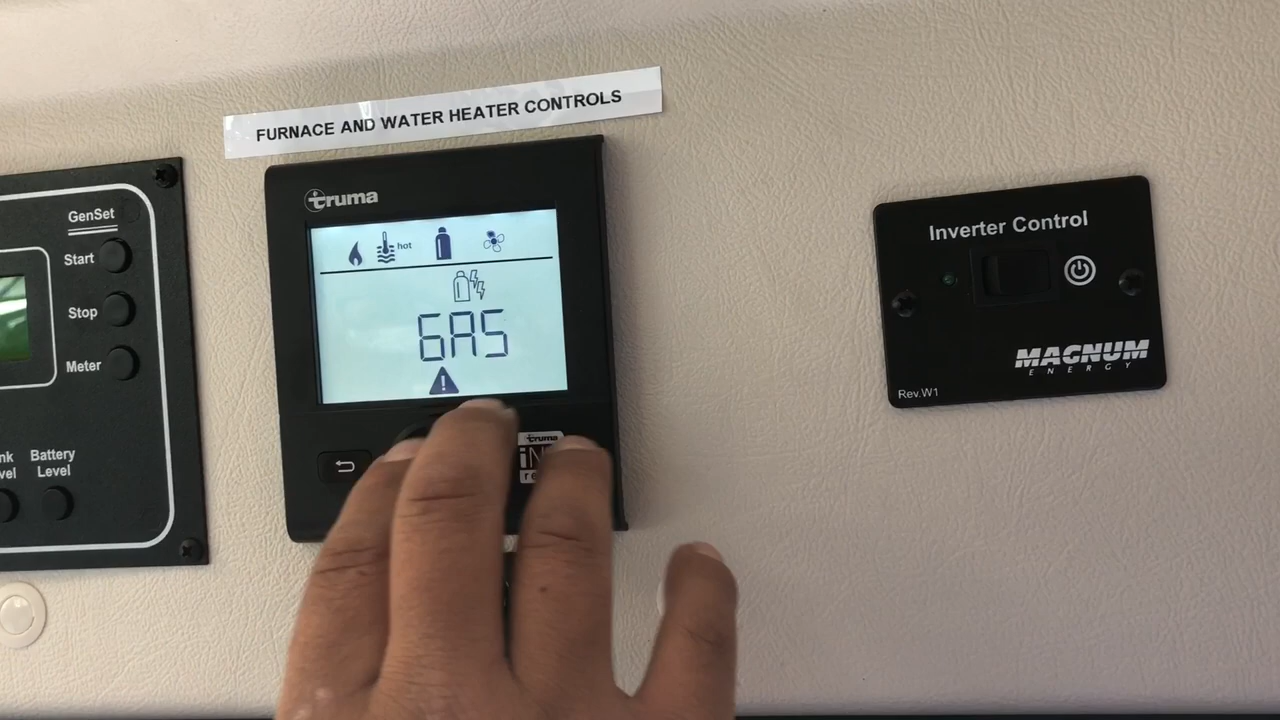 FURNACE AND WATER HEATER CONTROLS
truma
hot
GAS
truma
GenSet
Start
Stop
Meter
Battery
Level
Inverter Control
MAGNUM
ENERGY
Rev.W1